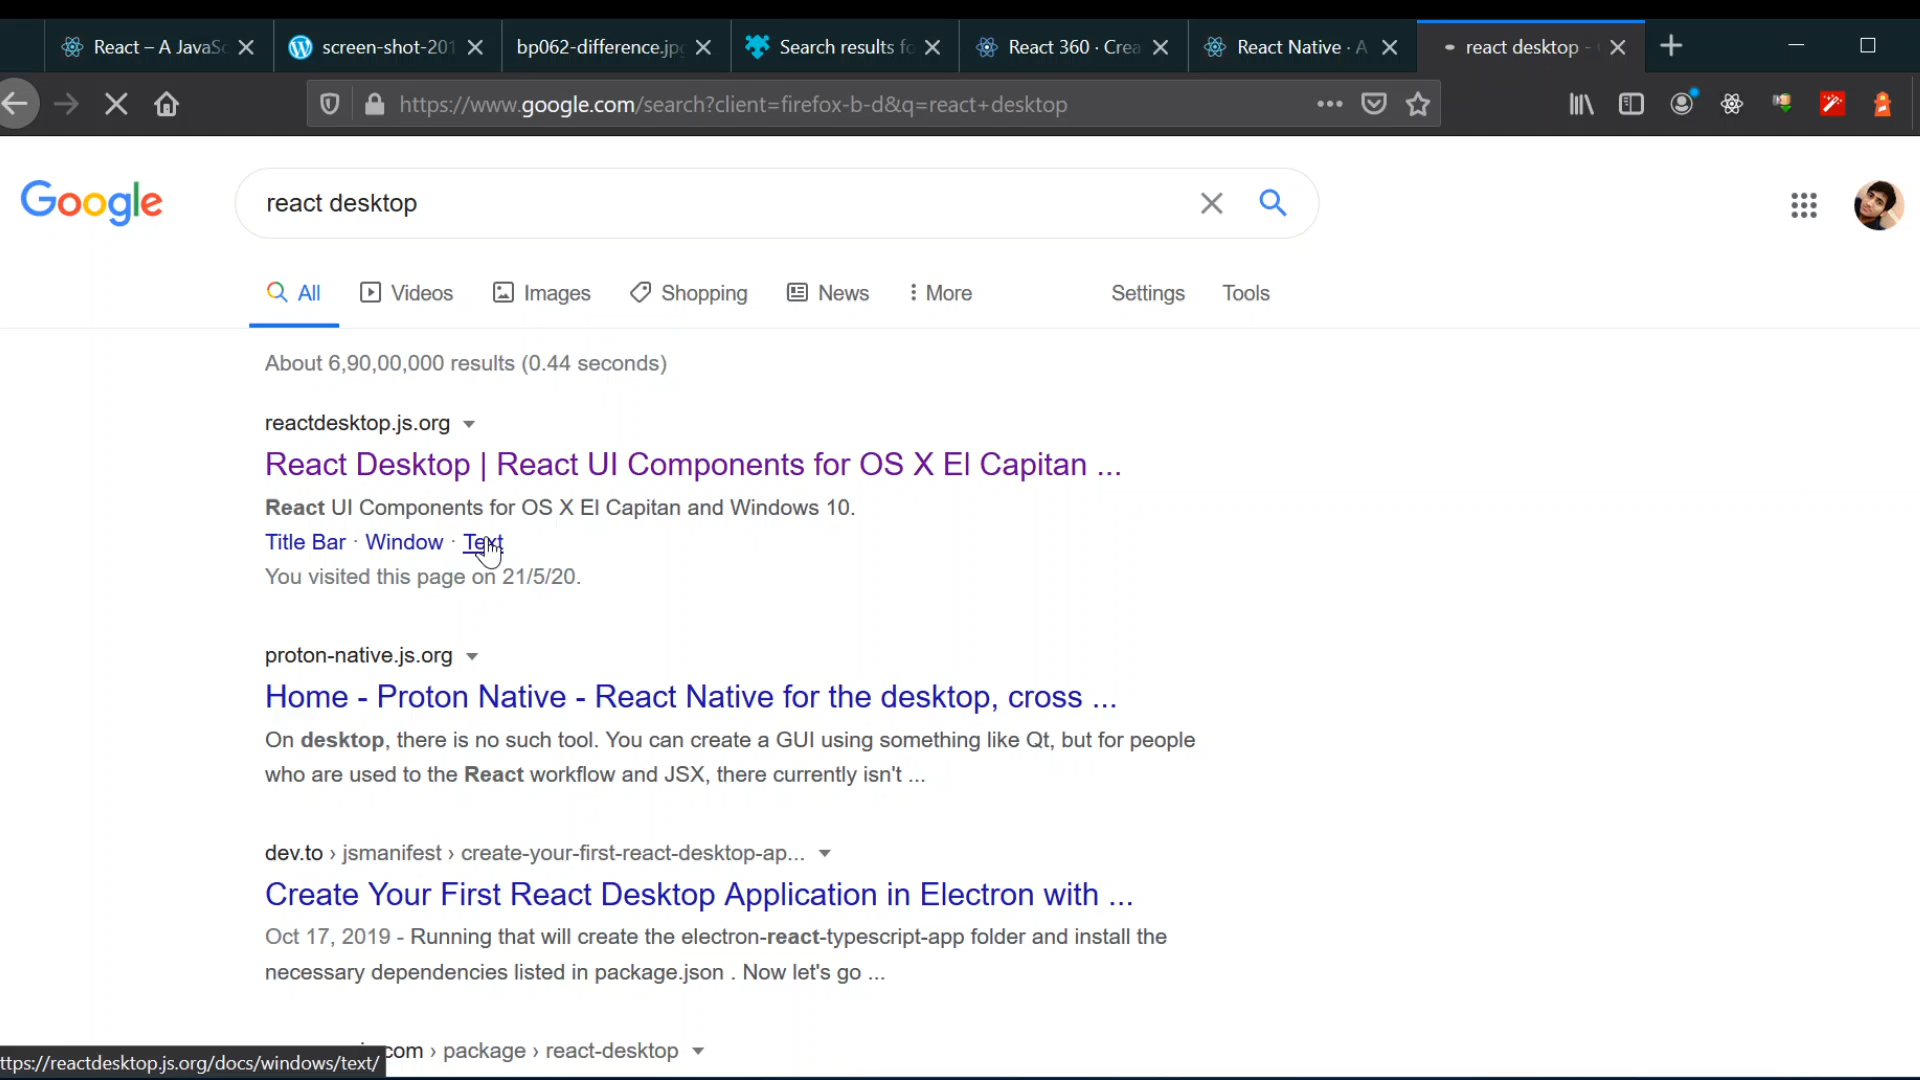 React – A JavaSc
screen-shot-201
bp062-difference.jp
Search results fo
React 360 · Crea
React Native · A
react desktop -
https://www.google.com/search?client=firefox-b-d&q=react+desktop
Google
react desktop
All
Videos
Images
Shopping
News
More
Settings
Tools
About 6,90,00,000 results (0.44 seconds)
reactdesktop.js.org
React Desktop | React UI Components for OS X El Capitan ...
React UI Components for OS X El Capitan and Windows 10.
Title Bar · Window · Text
You visited this page on 21/5/20.
proton-native.js.org
Home - Proton Native - React Native for the desktop, cross ...
On desktop, there is no such tool. You can create a GUI using something like Qt, but for people
who are used to the React workflow and JSX, there currently isn't ...
dev.to › jsmanifest › create-your-first-react-desktop-ap...
Create Your First React Desktop Application in Electron with ...
Oct 17, 2019 - Running that will create the electron-react-typescript-app folder and install the
necessary dependencies listed in package.json . Now let's go ...
com › package › react-desktop
ttps://reactdesktop.js.org/docs/windows/text/